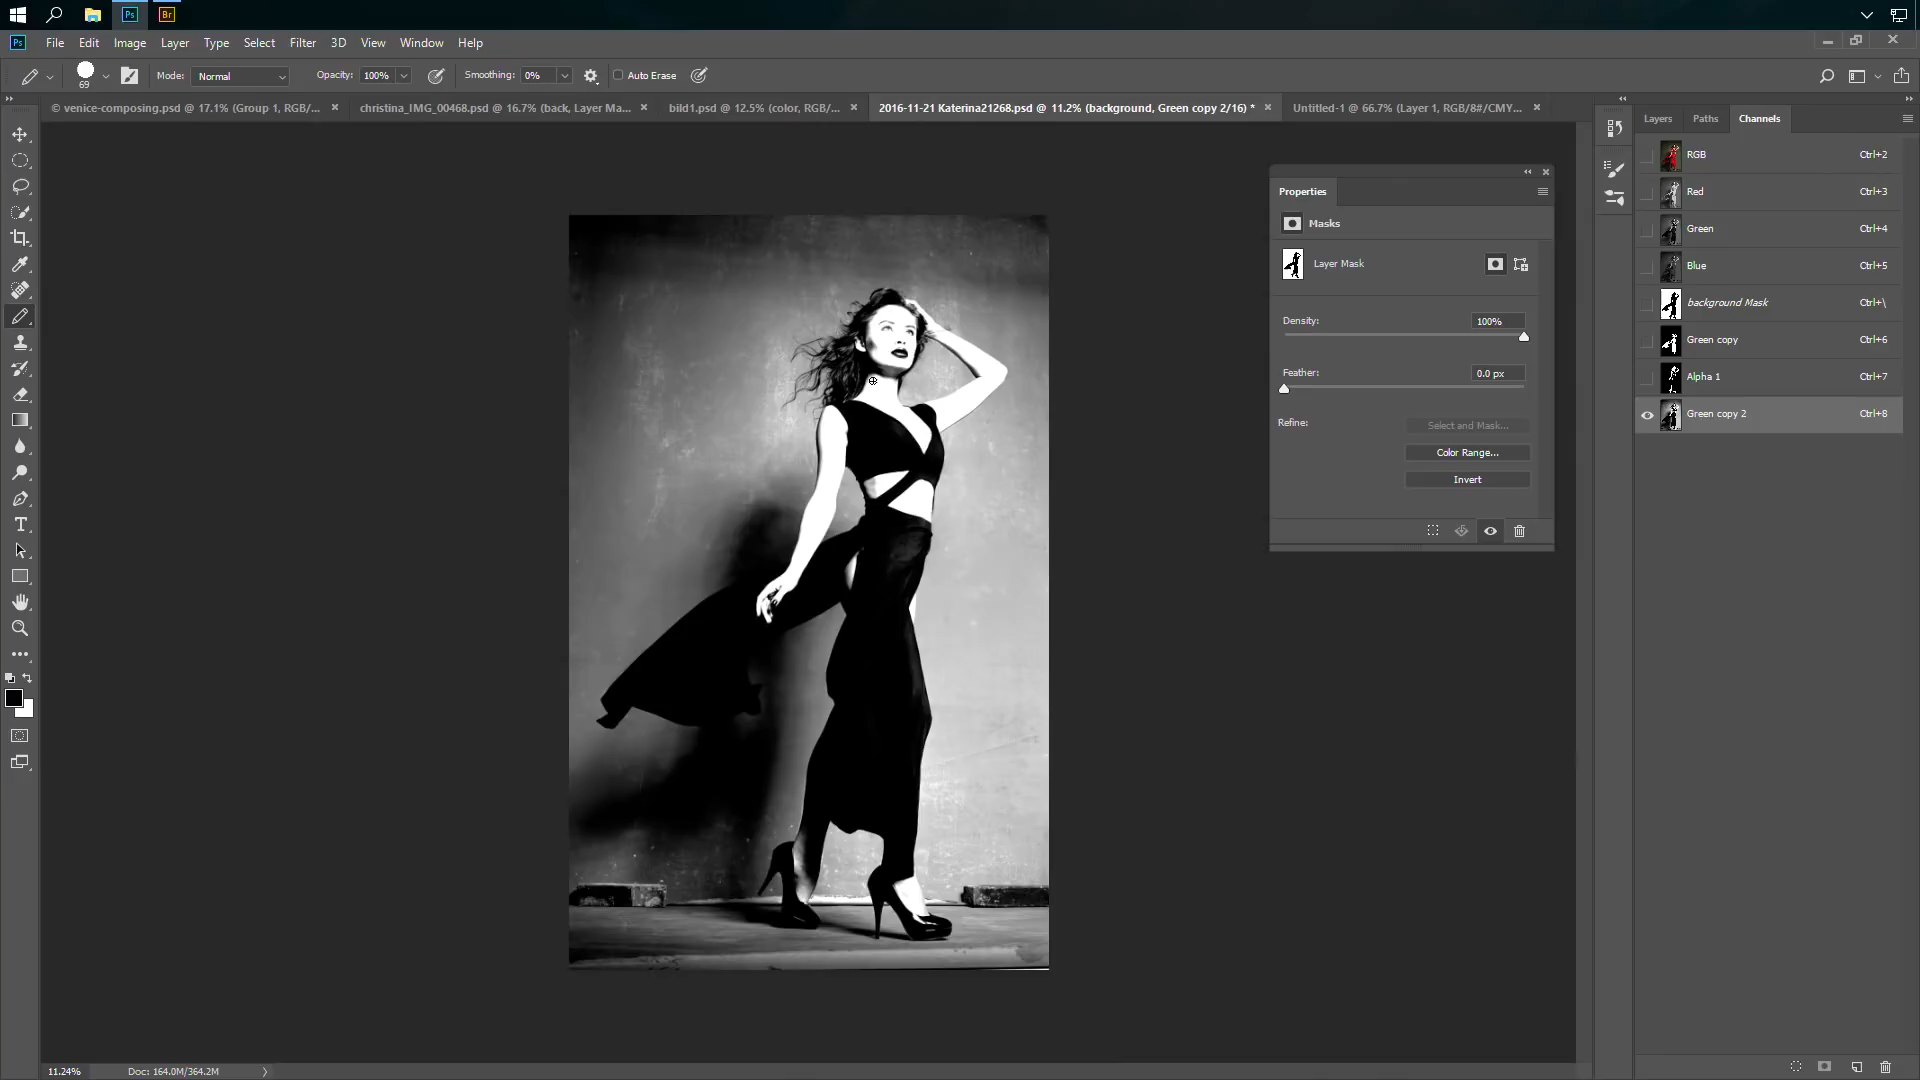 Ps
Br
Ps File Edit Image Layer Type Select Filter 3D View Window Help
69 Mode: Normal Opacity: 100% Smoothing: 0% Auto Erase
© venice-composing.psd @ 17.1% (Group 1, RGB/... christina_IMG_00468.psd @ 16.7% (back, Layer Ma... bild1.psd @ 12.5% (color, RGB/... 2016-11-21 Katerina21268.psd @ 11.2% (background, Green copy 2/16) * Untitled-1 @ 66.7% (Layer 1, RGB/8#/CMY...
Layers Paths Channels
RGB Ctrl+2
Red Ctrl+3
Green Ctrl+4
Blue Ctrl+5
background Mask Ctrl+\
Green copy Ctrl+6
Alpha 1 Ctrl+7
Green copy 2 Ctrl+8
Properties
Masks
Layer Mask
Density: 100%
Feather: 0.0 px
Refine: Select and Mask...
Color Range...
Invert
11.24% Doc: 164.0M/364.2M